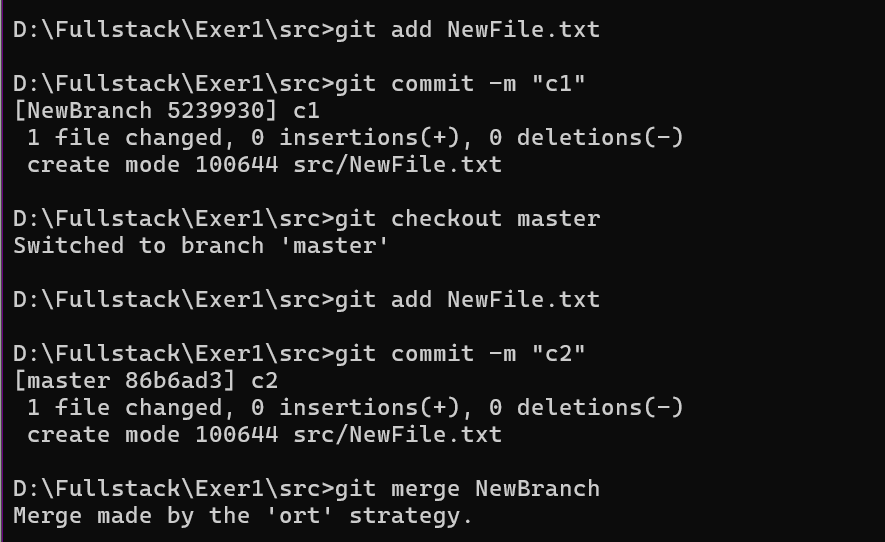 D:\Fullstack\Exer1\src>git add NewFile.txt
D:\Fullstack\Exer1\src>git commit -m "c1"
[NewBranch 5239930] c1
 1 file changed, 0 insertions(+), 0 deletions(-)
 create mode 100644 src/NewFile.txt
D:\Fullstack\Exer1\src>git checkout master
Switched to branch 'master'
D:\Fullstack\Exer1\src>git add NewFile.txt
D:\Fullstack\Exer1\src>git commit -m "c2"
[master 86b6ad3] c2
 1 file changed, 0 insertions(+), 0 deletions(-)
 create mode 100644 src/NewFile.txt
D:\Fullstack\Exer1\src>git merge NewBranch
Merge made by the 'ort' strategy.